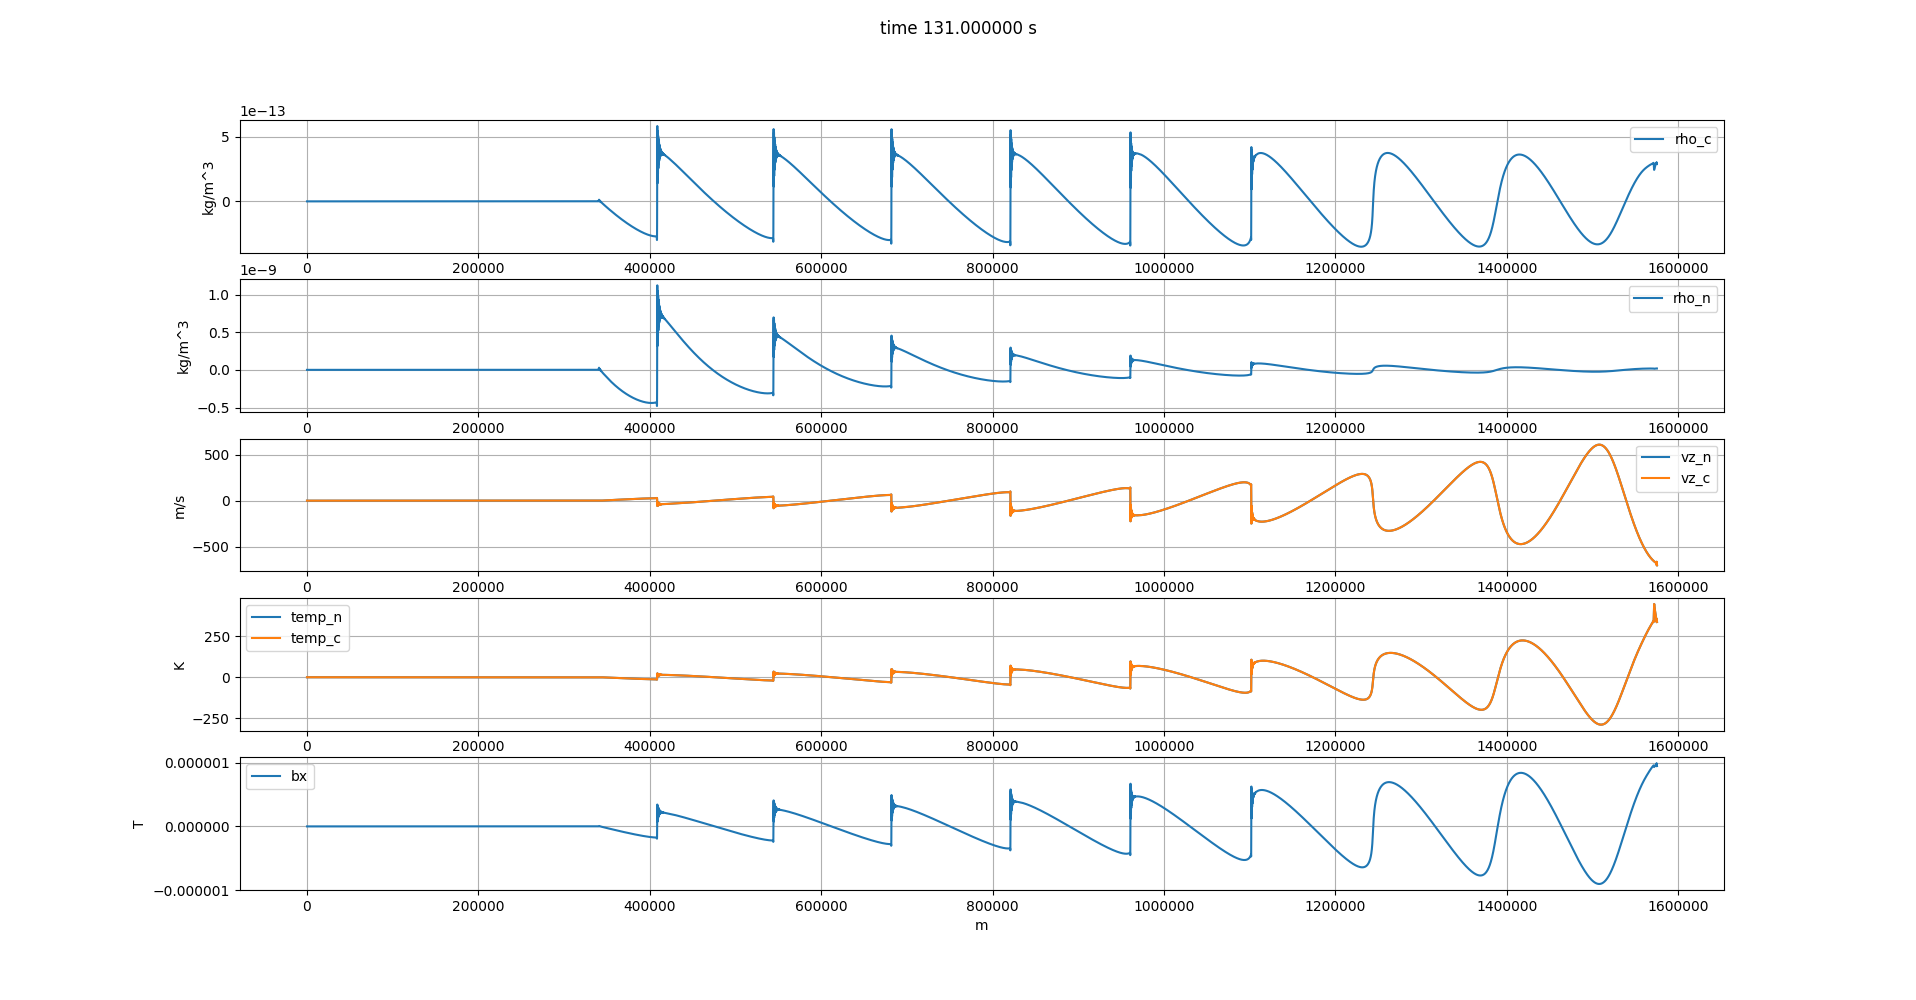 time 131.000000 s
1e−13
5
0
kg/m^3
rho_c
0 200000 400000 600000 800000 1000000 1200000 1400000 1600000
1e−9
1.0
0.5
0.0
−0.5
kg/m^3
rho_n
0 200000 400000 600000 800000 1000000 1200000 1400000 1600000
500
0
−500
m/s
vz_n
vz_c
0 200000 400000 600000 800000 1000000 1200000 1400000 1600000
250
0
−250
K
temp_n
temp_c
0 200000 400000 600000 800000 1000000 1200000 1400000 1600000
0.000001
0.000000
−0.000001
T
bx
0 200000 400000 600000 800000 1000000 1200000 1400000 1600000
m